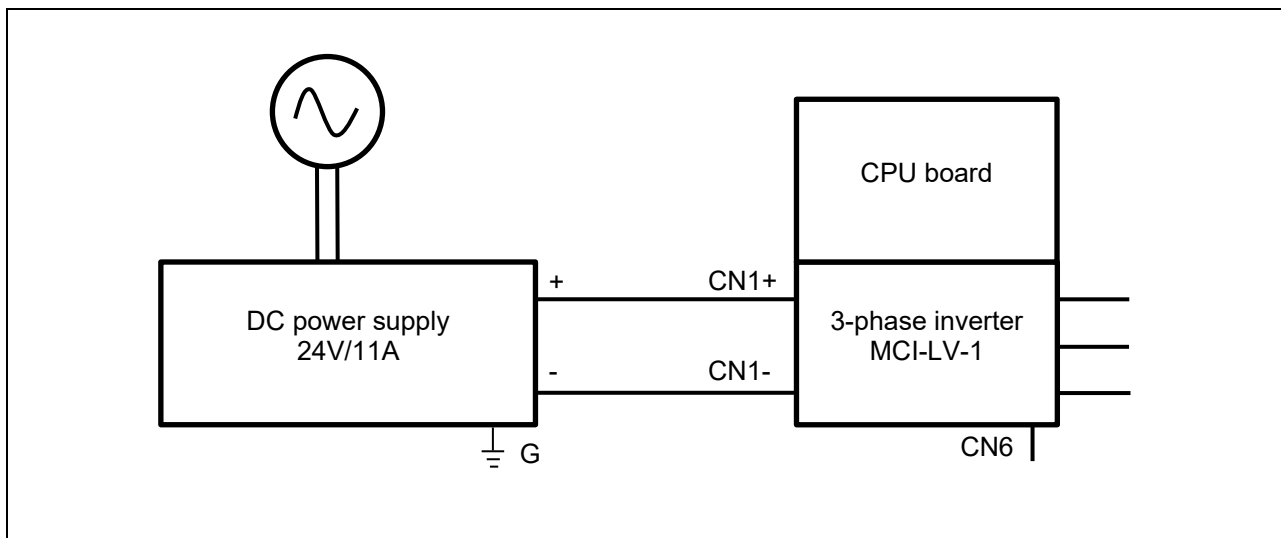 CPU board
+
CN1+
DC power supply
24V/11A
3-phase inverter
MCI-LV-1
-
CN1-
G
CN6